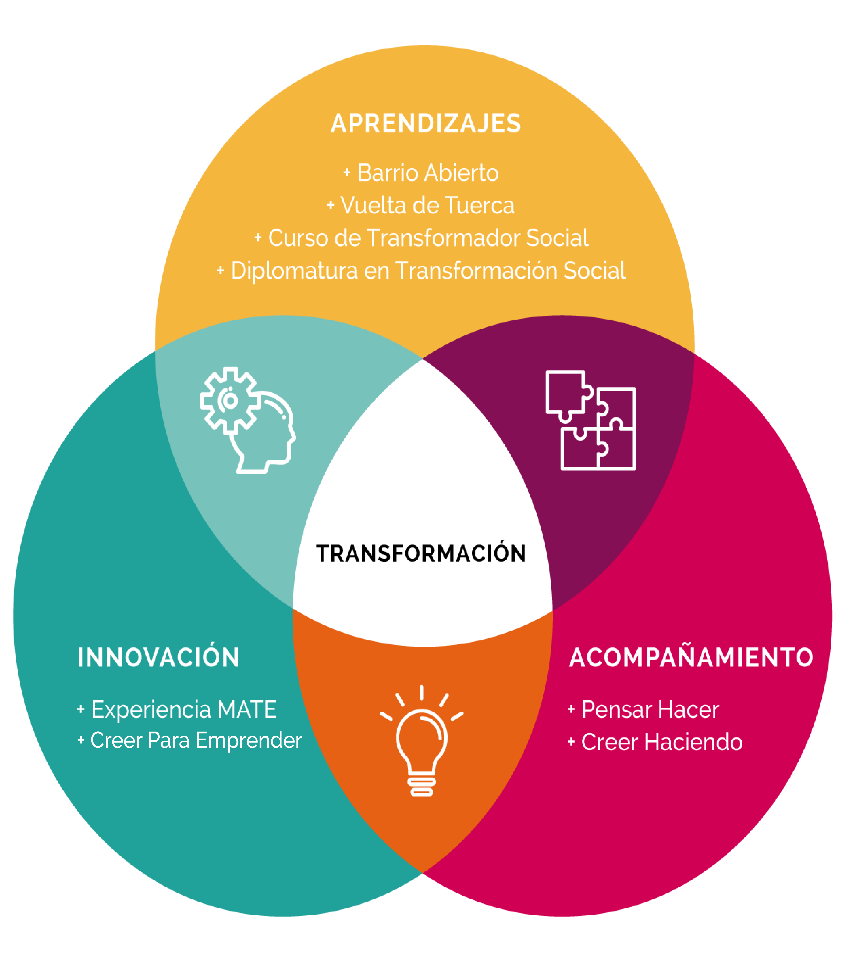 APRENDIZAJES
+ Barrio Abierto
+ Vuelta de Tuerca
+ Curso de Transformador Social
+ Diplomatura en Transformación Social
TRANSFORMACIÓN
INNOVACIÓN
+ Experiencia MATE
+ Creer Para Emprender
ACOMPAÑAMIENTO
+ Pensar Hacer
+ Creer Haciendo